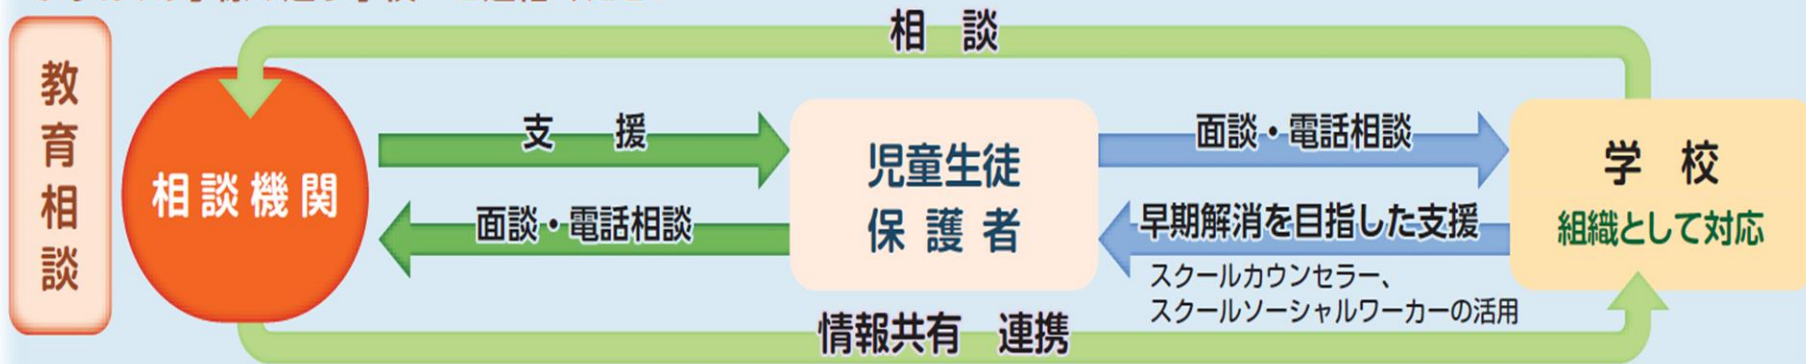 相 談
教育相談
相談機関
支 援
面談・電話相談
児童生徒
保護者
面談・電話相談
早期解消を目指した支援
スクールカウンセラー、
スクールソーシャルワーカーの活用
学 校
組織として対応
情報共有 連携